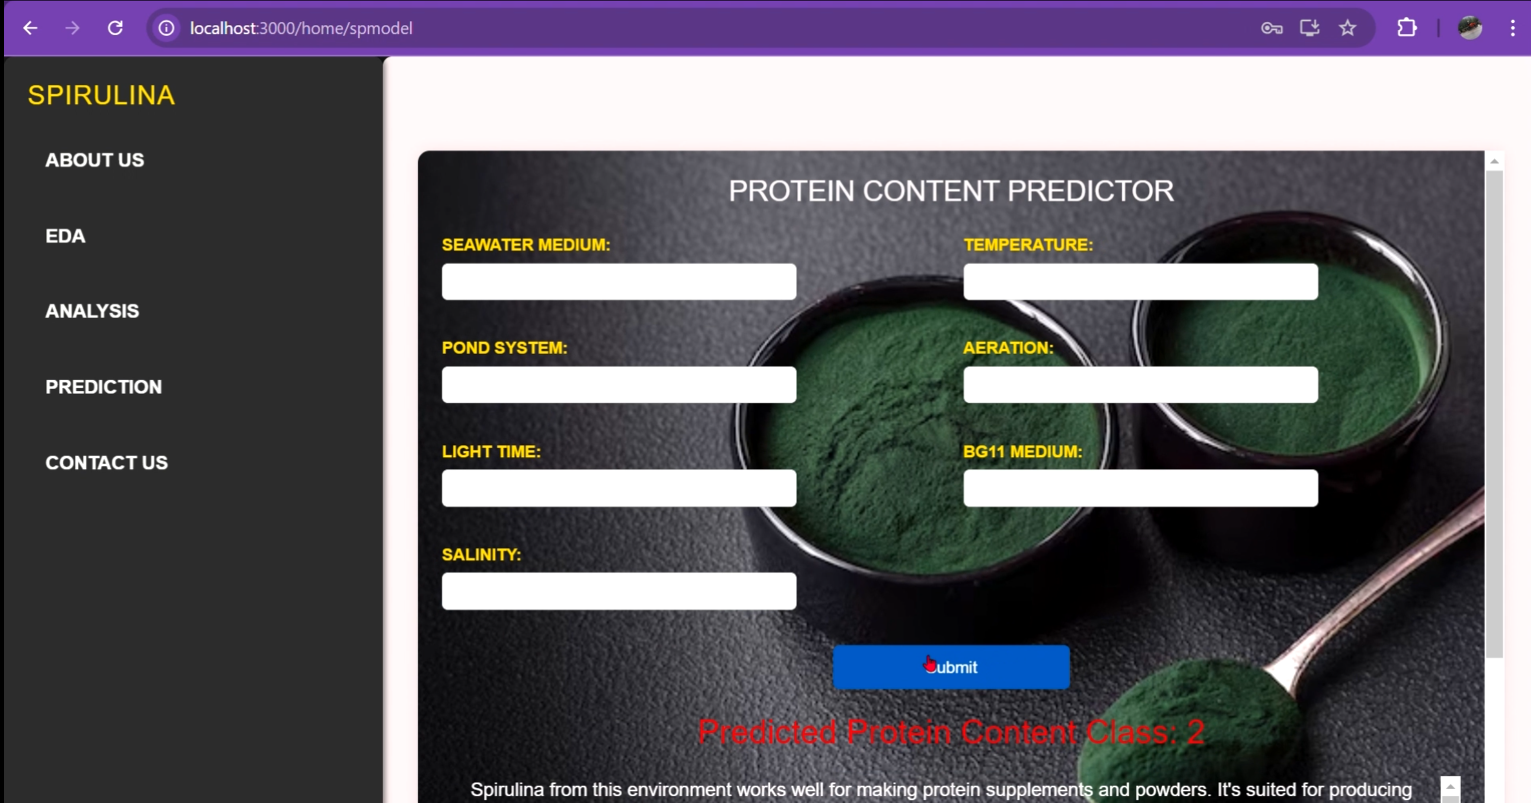 localhost:3000/home/spmodel
SPIRULINA
ABOUT US
EDA
ANALYSIS
PREDICTION
CONTACT US
PROTEIN CONTENT PREDICTOR
SEAWATER MEDIUM:
TEMPERATURE:
POND SYSTEM:
AERATION:
LIGHT TIME:
BG11 MEDIUM:
SALINITY:
Submit
Predicted Protein Content Class: 2
Spirulina from this environment works well for making protein supplements and powders. It's suited for producing